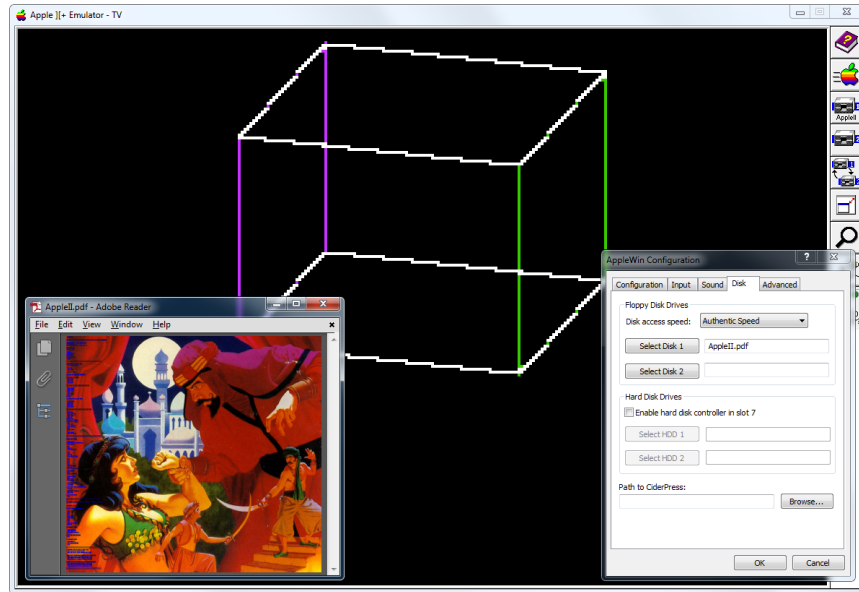 Apple ][+ Emulator - TV
?
AppleII
AppleWin Configuration
?
Configuration Input Sound Disk Advanced
Floppy Disk Drives
Disk access speed: Authentic Speed
Select Disk 1 AppleII.pdf
Select Disk 2
Hard Disk Drives
Enable hard disk controller in slot 7
Select HDD 1
Select HDD 2
Path to CiderPress:
Browse...
OK Cancel
AppleII.pdf - Adobe Reader
File Edit View Window Help